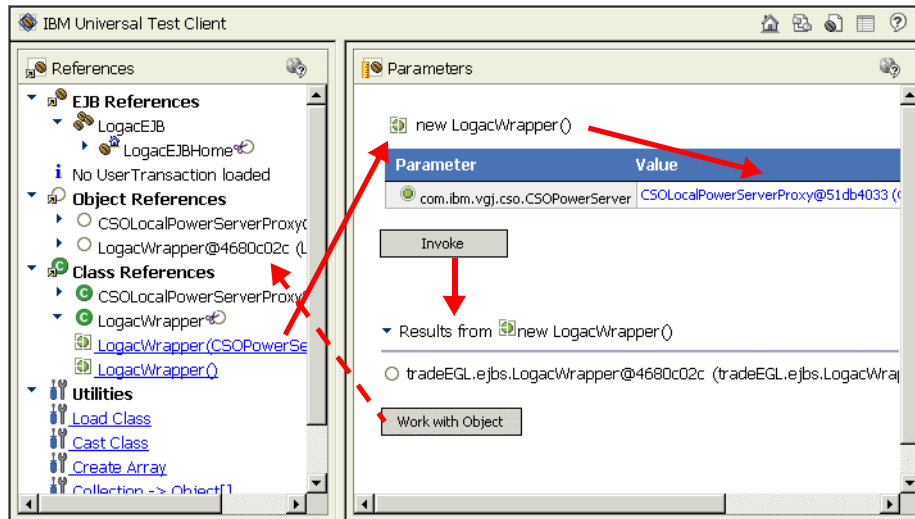 IBM Universal Test Client
References
EJB References
LogacEJB
LogacEJBHome
No UserTransaction loaded
Object References
CSOLocalPowerServerProxy
LogacWrapper@4680c02c (L
Class References
CSOLocalPowerServerProxy
LogacWrapper
LogacWrapper(CSOPowerSe
LogacWrapper()
Utilities
Load Class
Cast Class
Create Array
Collection -> Object[]
Parameters
new LogacWrapper()
Parameter Value
com.ibm.vgj.cso.CSOPowerServer CSOLocalPowerServerProxy@51db4033 (
Invoke
Results from new LogacWrapper()
tradeEGL.ejbs.LogacWrapper@4680c02c (tradeEGL.ejbs.LogacWrap
Work with Object